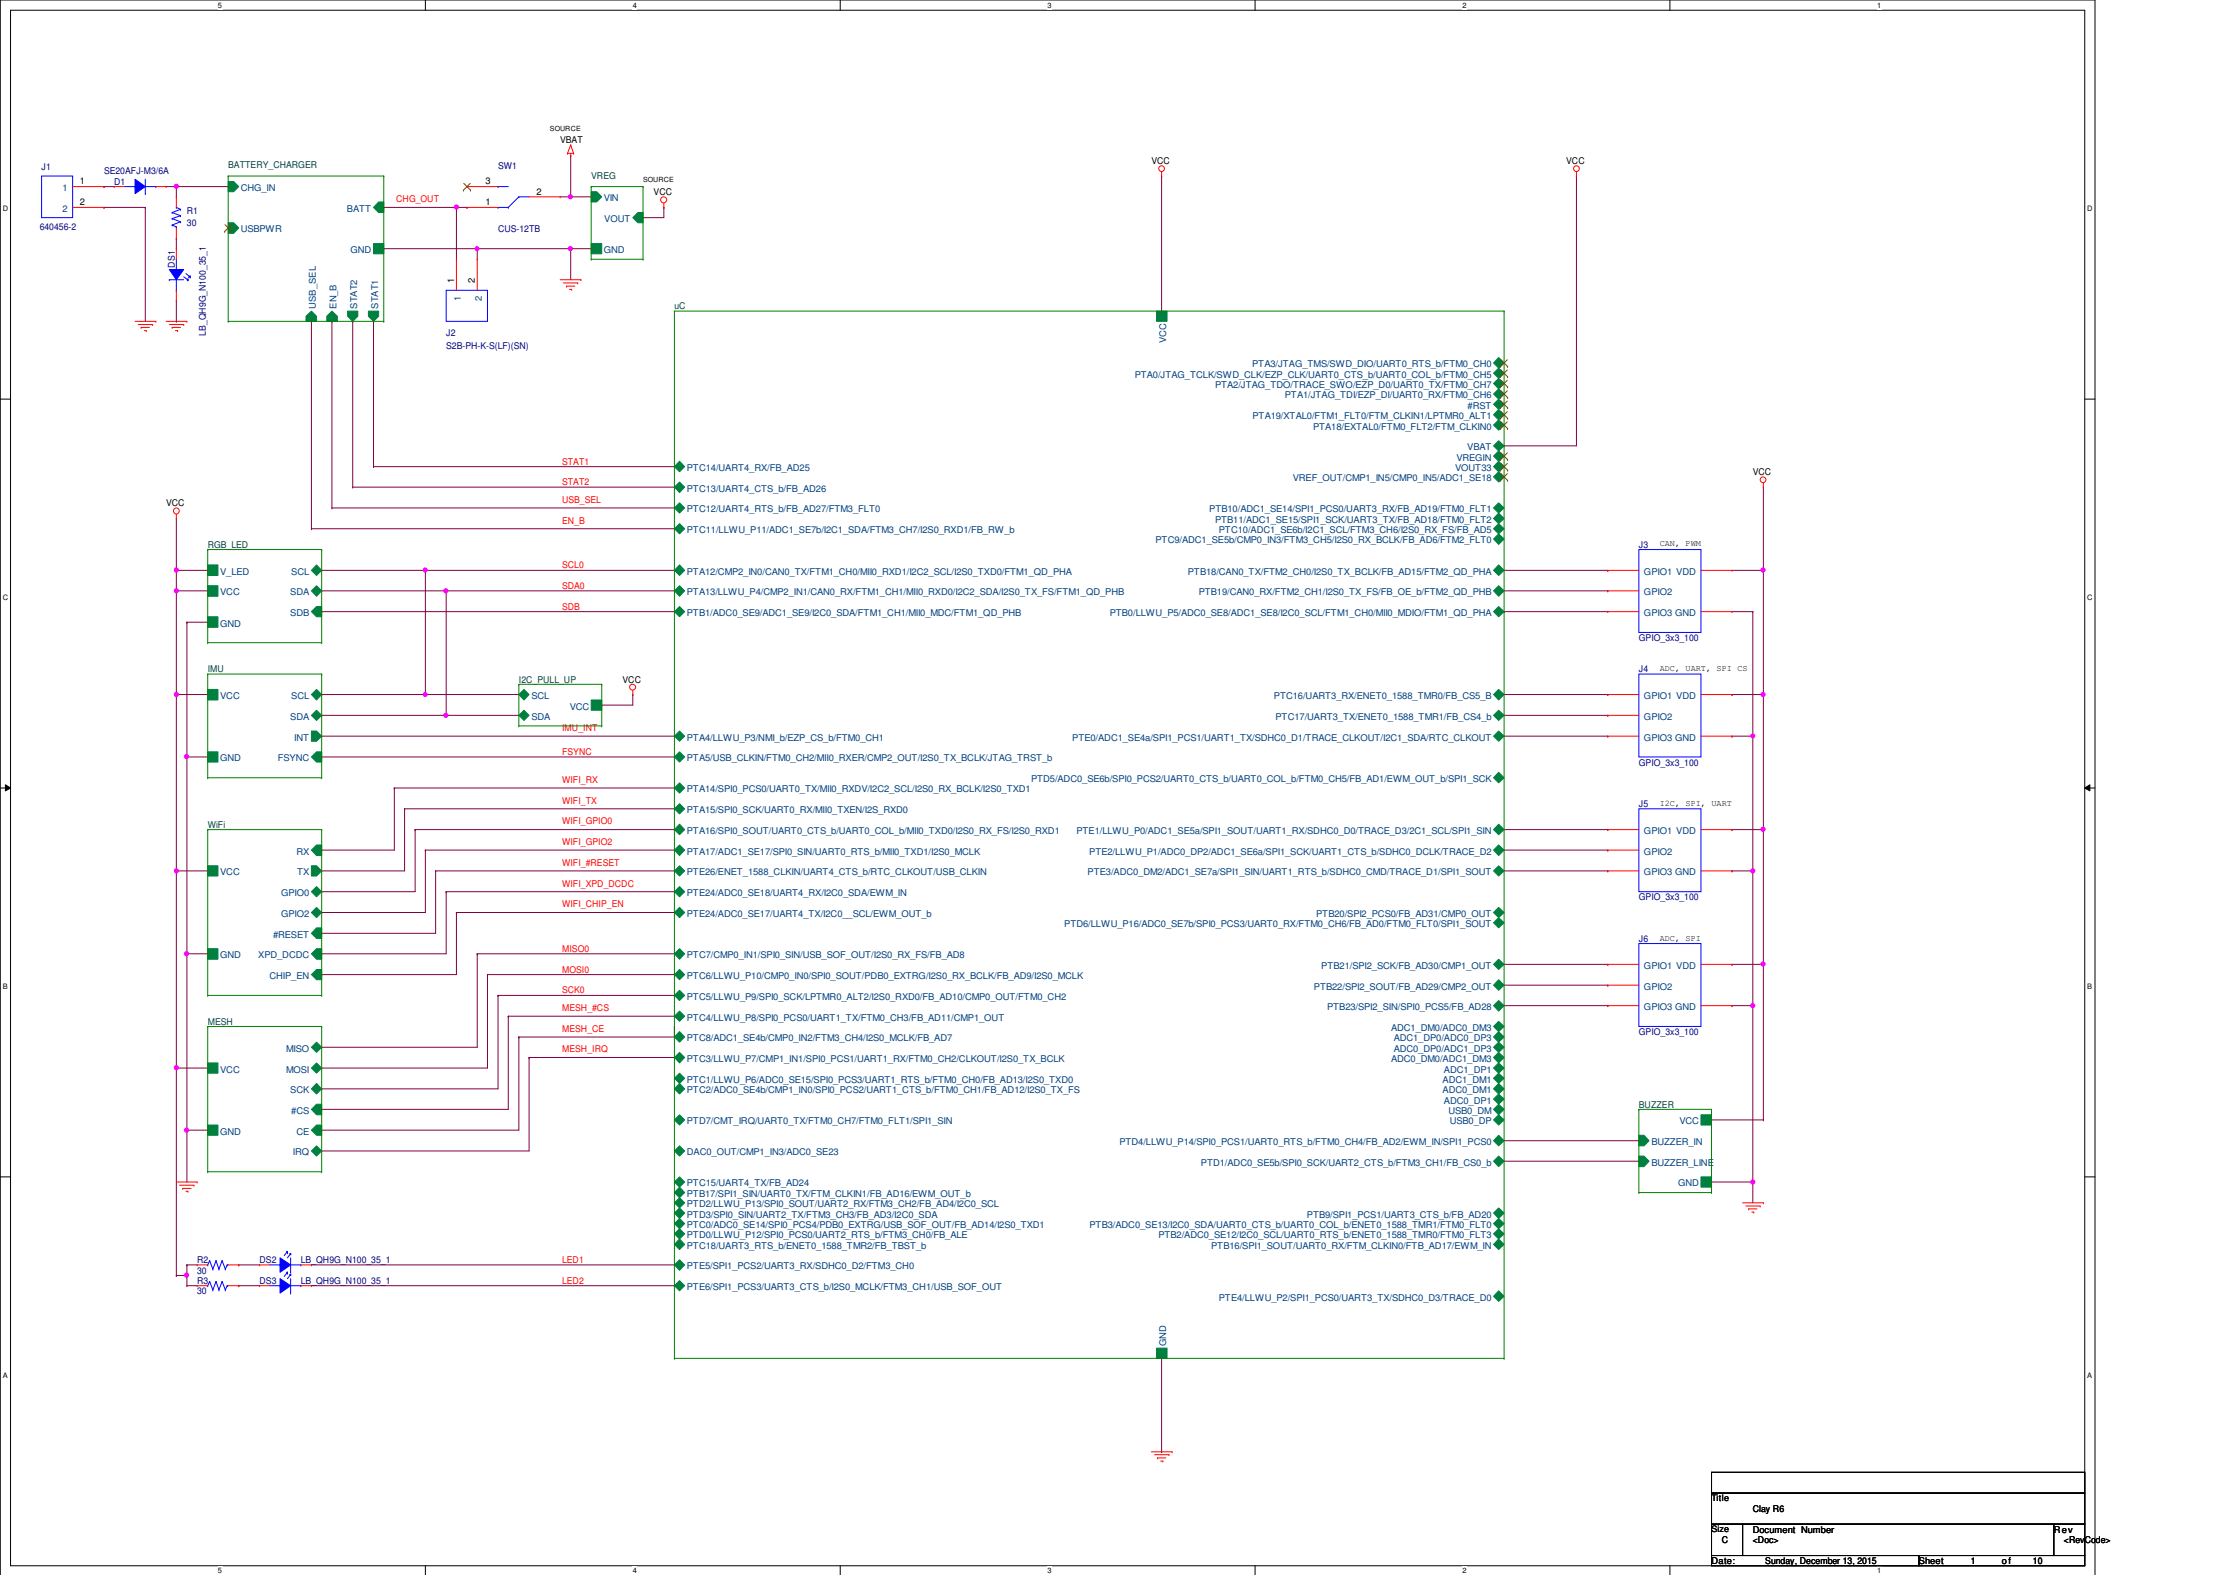 5 4 3 2 1
D
C
B
A
D
C
B
A
J1
1
2
1
2
640456-2
SE20AFJ-M3/6A
D1
R1
30
DS1
LB_QH9G_N100_35_1
BATTERY_CHARGER
CHG_IN
USBPWR
BATT
GND
USB_SEL
EN_B
STAT2
STAT1
CHG_OUT
SW1
3
1
2
CUS-12TB
SOURCE
VBAT
VREG
VIN
VOUT
GND
SOURCE
VCC
1
2
1
2
J2
S2B-PH-K-S(LF)(SN)
VCC
VCC
uC
VCC
STAT1
STAT2
USB_SEL
EN_B
SCL0
SDA0
SDB
IMU_INT
FSYNC
WIFI_RX
WIFI_TX
WIFI_GPIO0
WIFI_GPIO2
WIFI_#RESET
WIFI_XPD_DCDC
WIFI_CHIP_EN
MISO0
MOSI0
SCK0
MESH_#CS
MESH_CE
MESH_IRQ
LED1
LED2
PTC14/UART4_RX/FB_AD25
PTC13/UART4_CTS_b/FB_AD26
PTC12/UART4_RTS_b/FB_AD27/FTM3_FLT0
PTC11/LLWU_P11/ADC1_SE7b/I2C1_SDA/FTM3_CH7/I2S0_RXD1/FB_RW_b
PTA12/CMP2_IN0/CAN0_TX/FTM1_CH0/MII0_RXD1/I2C2_SCL/I2S0_TXD0/FTM1_QD_PHA
PTA13/LLWU_P4/CMP2_IN1/CAN0_RX/FTM1_CH1/MII0_RXD0/I2C2_SDA/I2S0_TX_FS/FTM1_QD_PHB
PTB1/ADC0_SE9/ADC1_SE9/I2C0_SDA/FTM1_CH1/MII0_MDC/FTM1_QD_PHB
PTA4/LLWU_P3/NMI_b/EZP_CS_b/FTM0_CH1
PTA5/USB_CLKIN/FTM0_CH2/MII0_RXER/CMP2_OUT/I2S0_TX_BCLK/JTAG_TRST_b
PTA14/SPI0_PCS0/UART0_TX/MII0_RXDV/I2C2_SCL/I2S0_RX_BCLK/I2S0_TXD1
PTA15/SPI0_SCK/UART0_RX/MII0_TXEN/I2S_RXD0
PTA16/SPI0_SOUT/UART0_CTS_b/UART0_COL_b/MII0_TXD0/I2S0_RX_FS/I2S0_RXD1
PTA17/ADC1_SE17/SPI0_SIN/UART0_RTS_b/MII0_TXD1/I2S0_MCLK
PTE26/ENET_1588_CLKIN/UART4_CTS_b/RTC_CLKOUT/USB_CLKIN
PTE24/ADC0_SE18/UART4_RX/I2C0_SDA/EWM_IN
PTE24/ADC0_SE17/UART4_TX/I2C0__SCL/EWM_OUT_b
PTC7/CMP0_IN1/SPI0_SIN/USB_SOF_OUT/I2S0_RX_FS/FB_AD8
PTC6/LLWU_P10/CMP0_IN0/SPI0_SOUT/PDB0_EXTRG/I2S0_RX_BCLK/FB_AD9/I2S0_MCLK
PTC5/LLWU_P9/SPI0_SCK/LPTMR0_ALT2/I2S0_RXD0/FB_AD10/CMP0_OUT/FTM0_CH2
PTC4/LLWU_P8/SPI0_PCS0/UART1_TX/FTM0_CH3/FB_AD11/CMP1_OUT
PTC8/ADC1_SE4b/CMP0_IN2/FTM3_CH4/I2S0_MCLK/FB_AD7
PTC3/LLWU_P7/CMP1_IN1/SPI0_PCS1/UART1_RX/FTM0_CH2/CLKOUT/I2S0_TX_BCLK
PTC1/LLWU_P6/ADC0_SE15/SPI0_PCS3/UART1_RTS_b/FTM0_CH0/FB_AD13/I2S0_TXD0
PTC2/ADC0_SE4b/CMP1_IN0/SPI0_PCS2/UART1_CTS_b/FTM0_CH1/FB_AD12/I2S0_TX_FS
PTD7/CMT_IRQ/UART0_TX/FTM0_CH7/FTM0_FLT1/SPI1_SIN
DAC0_OUT/CMP1_IN3/ADC0_SE23
PTC15/UART4_TX/FB_AD24
PTB17/SPI1_SIN/UART0_TX/FTM_CLKIN1/FB_AD16/EWM_OUT_b
PTD2/LLWU_P13/SPI0_SOUT/UART2_RX/FTM3_CH2/FB_AD4/I2C0_SCL
PTD3/SPI0_SIN/UART2_TX/FTM3_CH3/FB_AD3/I2C0_SDA
PTC0/ADC0_SE14/SPI0_PCS4/PDB0_EXTRG/USB_SOF_OUT/FB_AD14/I2S0_TXD1
PTD0/LLWU_P12/SPI0_PCS0/UART2_RTS_b/FTM3_CH0/FB_ALE
PTC18/UART3_RTS_b/ENET0_1588_TMR2/FB_TBST_b
PTE5/SPI1_PCS2/UART3_RX/SDHC0_D2/FTM3_CH0
PTE6/SPI1_PCS3/UART3_CTS_b/I2S0_MCLK/FTM3_CH1/USB_SOF_OUT
PTA3/JTAG_TMS/SWD_DIO/UART0_RTS_b/FTM0_CH0
PTA0/JTAG_TCLK/SWD_CLK/EZP_CLK/UART0_CTS_b/UART0_COL_b/FTM0_CH5
PTA2/JTAG_TDO/TRACE_SWO/EZP_D0/UART0_TX/FTM0_CH7
PTA1/JTAG_TDI/EZP_DI/UART0_RX/FTM0_CH6
#RST
PTA19/XTAL0/FTM1_FLT0/FTM_CLKIN1/LPTMR0_ALT1
PTA18/EXTAL0/FTM0_FLT2/FTM_CLKIN0
VBAT
VREGIN
VOUT33
VREF_OUT/CMP1_IN5/CMP0_IN5/ADC1_SE18
PTB10/ADC1_SE14/SPI1_PCS0/UART3_RX/FB_AD19/FTM0_FLT1
PTB11/ADC1_SE15/SPI1_SCK/UART3_TX/FB_AD18/FTM0_FLT2
PTC10/ADC1_SE6b/I2C1_SCL/FTM3_CH6/I2S0_RX_FS/FB_AD5
PTC9/ADC1_SE5b/CMP0_IN3/FTM3_CH5/I2S0_RX_BCLK/FB_AD6/FTM2_FLT0
PTB18/CAN0_TX/FTM2_CH0/I2S0_TX_BCLK/FB_AD15/FTM2_QD_PHA
PTB19/CAN0_RX/FTM2_CH1/I2S0_TX_FS/FB_OE_b/FTM2_QD_PHB
PTB0/LLWU_P5/ADC0_SE8/ADC1_SE8/I2C0_SCL/FTM1_CH0/MII0_MDIO/FTM1_QD_PHA
PTC16/UART3_RX/ENET0_1588_TMR0/FB_CS5_B
PTC17/UART3_TX/ENET0_1588_TMR1/FB_CS4_b
PTE0/ADC1_SE4a/SPI1_PCS1/UART1_TX/SDHC0_D1/TRACE_CLKOUT/I2C1_SDA/RTC_CLKOUT
PTD5/ADC0_SE6b/SPI0_PCS2/UART0_CTS_b/UART0_COL_b/FTM0_CH5/FB_AD1/EWM_OUT_b/SPI1_SCK
PTE1/LLWU_P0/ADC1_SE5a/SPI1_SOUT/UART1_RX/SDHC0_D0/TRACE_D3/2C1_SCL/SPI1_SIN
PTE2/LLWU_P1/ADC0_DP2/ADC1_SE6a/SPI1_SCK/UART1_CTS_b/SDHC0_DCLK/TRACE_D2
PTE3/ADC0_DM2/ADC1_SE7a/SPI1_SIN/UART1_RTS_b/SDHC0_CMD/TRACE_D1/SPI1_SOUT
PTB20/SPI2_PCS0/FB_AD31/CMP0_OUT
PTD6/LLWU_P16/ADC0_SE7b/SPI0_PCS3/UART0_RX/FTM0_CH6/FB_AD0/FTM0_FLT0/SPI1_SOUT
PTB21/SPI2_SCK/FB_AD30/CMP1_OUT
PTB22/SPI2_SOUT/FB_AD29/CMP2_OUT
PTB23/SPI2_SIN/SPI0_PCS5/FB_AD28
ADC1_DM0/ADC0_DM3
ADC1_DP0/ADC0_DP3
ADC0_DP0/ADC1_DP3
ADC0_DM0/ADC1_DM3
ADC1_DP1
ADC1_DM1
ADC0_DM1
ADC0_DP1
USB0_DM
USB0_DP
PTD4/LLWU_P14/SPI0_PCS1/UART0_RTS_b/FTM0_CH4/FB_AD2/EWM_IN/SPI1_PCS0
PTD1/ADC0_SE5b/SPI0_SCK/UART2_CTS_b/FTM3_CH1/FB_CS0_b
PTB9/SPI1_PCS1/UART3_CTS_b/FB_AD20
PTB3/ADC0_SE13/I2C0_SDA/UART0_CTS_b/UART0_COL_b/ENET0_1588_TMR1/FTM0_FLT0
PTB2/ADC0_SE12/I2C0_SCL/UART0_RTS_b/ENET0_1588_TMR0/FTM0_FLT3
PTB16/SPI1_SOUT/UART0_RX/FTM_CLKIN0/FTB_AD17/EWM_IN
PTE4/LLWU_P2/SPI1_PCS0/UART3_TX/SDHC0_D3/TRACE_D0
GND
VCC
RGB LED
V_LED
VCC
GND
SCL
SDA
SDB
IMU
VCC
GND
SCL
SDA
INT
FSYNC
I2C_PULL_UP
SCL
SDA
VCC
VCC
WiFi
VCC
GND
RX
TX
GPIO0
GPIO2
#RESET
XPD_DCDC
CHIP_EN
MESH
VCC
GND
MISO
MOSI
SCK
#CS
CE
IRQ
R2
30
DS2
LB_QH9G_N100_35_1
R3
30
DS3
LB_QH9G_N100_35_1
VCC
J3 CAN, PWM
GPIO1 VDD
GPIO2
GPIO3 GND
GPIO_3x3_100
J4 ADC, UART, SPI CS
GPIO1 VDD
GPIO2
GPIO3 GND
GPIO_3x3_100
J5 I2C, SPI, UART
GPIO1 VDD
GPIO2
GPIO3 GND
GPIO_3x3_100
J6 ADC, SPI
GPIO1 VDD
GPIO2
GPIO3 GND
GPIO_3x3_100
BUZZER
VCC
BUZZER_IN
BUZZER_LINE
GND
Title
Clay R6
Size
C
Document Number
<Doc>
Rev
<RevCode>
Date: Sunday, December 13, 2015 Sheet 1 of 10
5 4 3 2 1